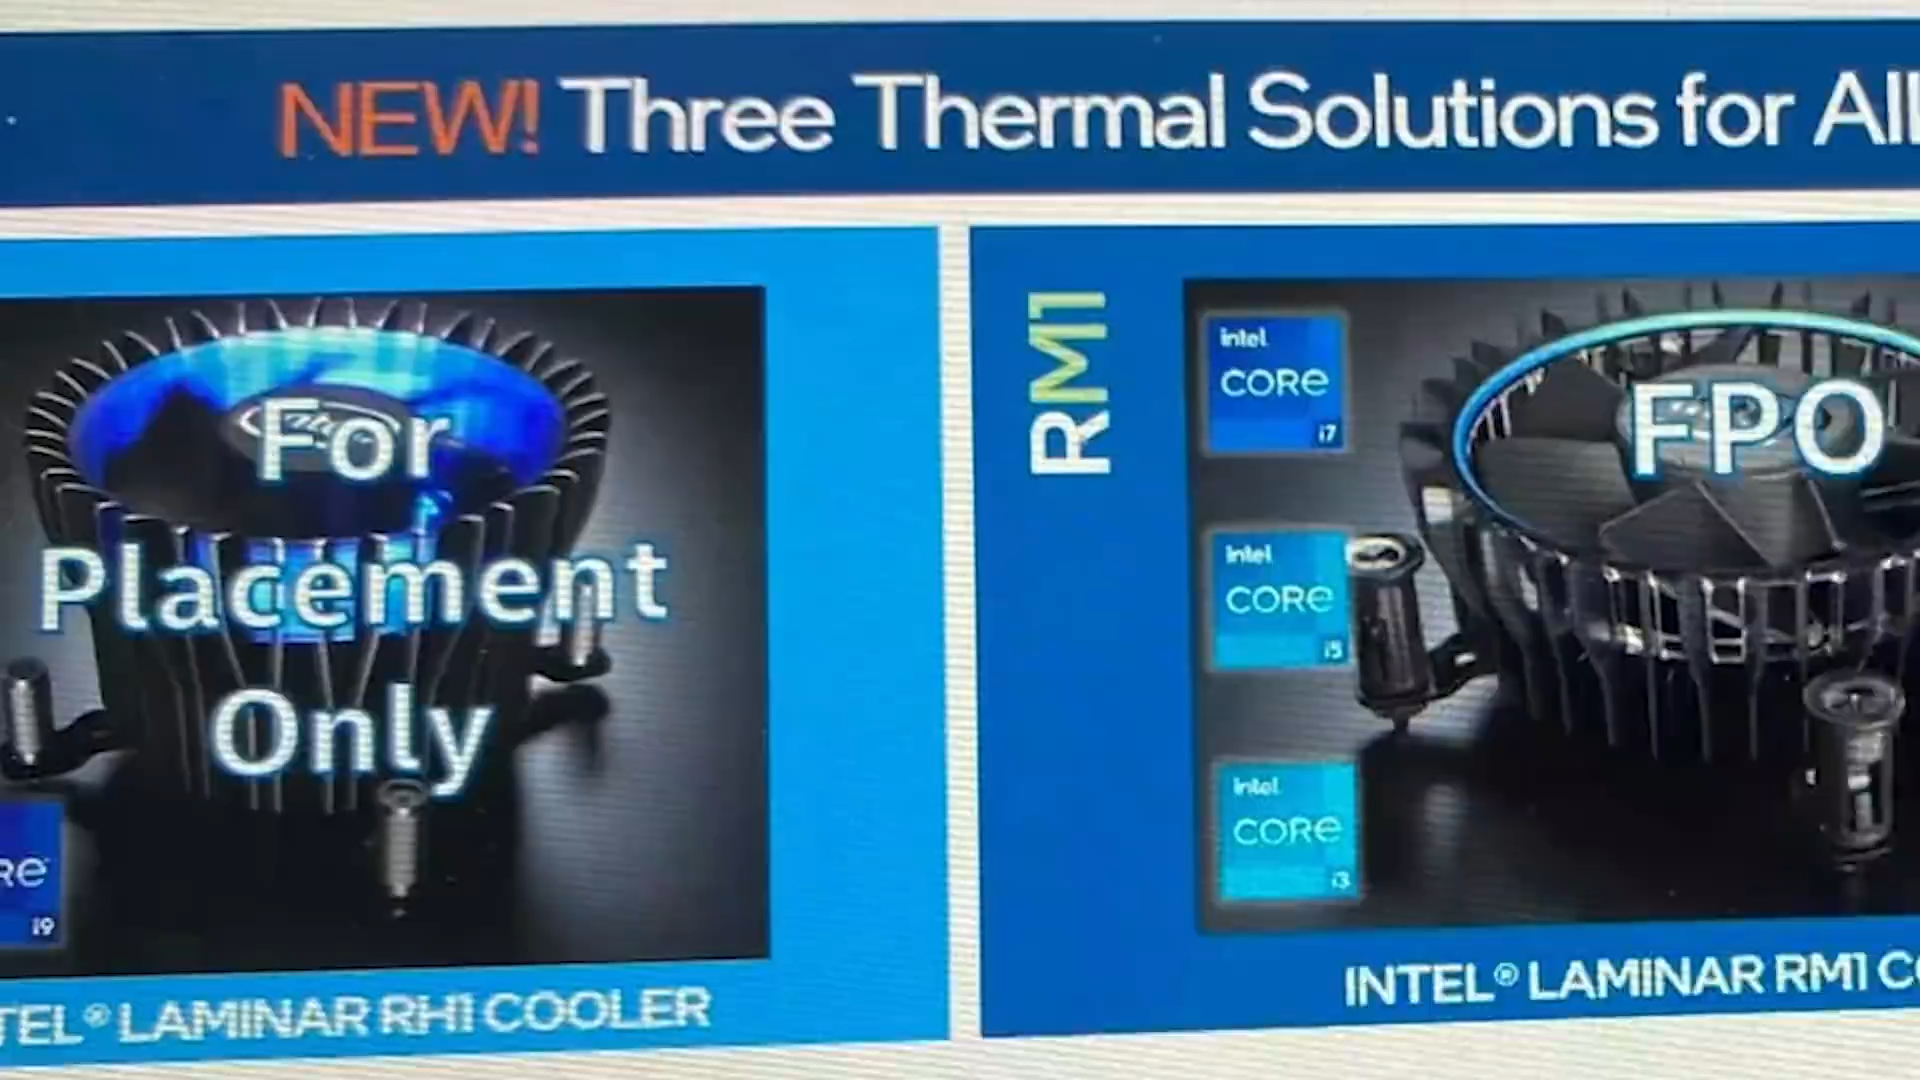 NEW! Three Thermal Solutions for All
For
Placement
Only
RE
i9
TEL® LAMINAR RH1 COOLER
RM1
intel
CORe
i7
intel
CORe
i5
intel
CORe
i3
FPO
INTEL® LAMINAR RM1 CO